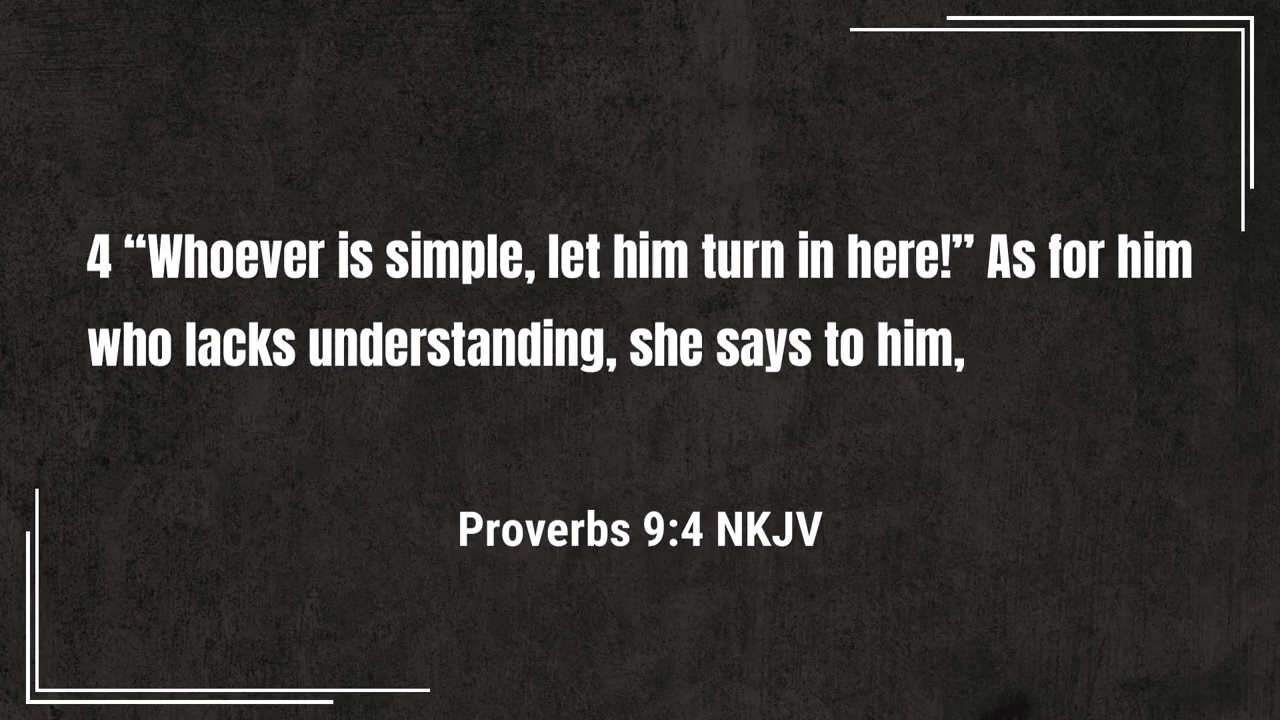 4 “Whoever is simple, let him turn in here!” As for him
who lacks understanding, she says to him,
Proverbs 9:4 NKJV